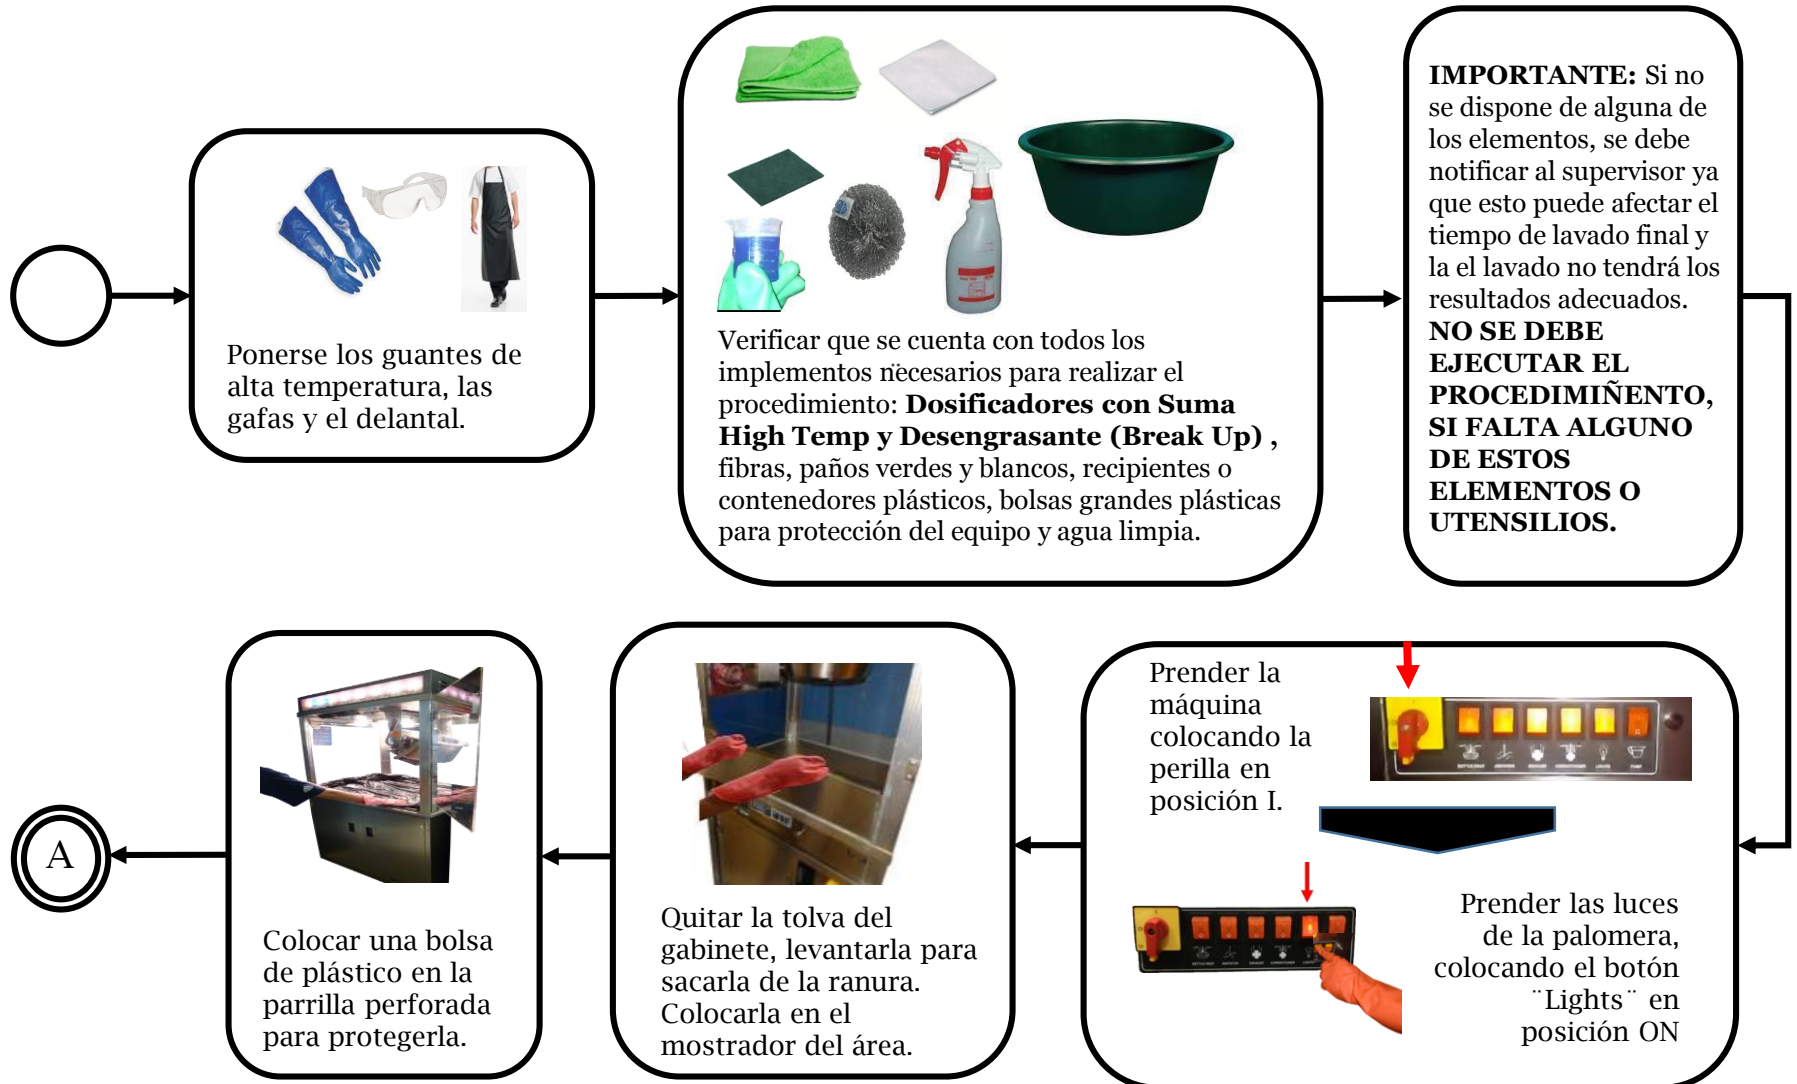 Ponerse los guantes de
alta temperatura, las
gafas y el delantal.
Verificar que se cuenta con todos los
implementos necesarios para realizar el
procedimiento: Dosificadores con Suma
High Temp y Desengrasante (Break Up) ,
fibras, paños verdes y blancos, recipientes o
contenedores plásticos, bolsas grandes plásticas
para protección del equipo y agua limpia.
IMPORTANTE: Si no
se dispone de alguna de
los elementos, se debe
notificar al supervisor ya
que esto puede afectar el
tiempo de lavado final y
la el lavado no tendrá los
resultados adecuados.
NO SE DEBE
EJECUTAR EL
PROCEDIMIÑENTO,
SI FALTA ALGUNO
DE ESTOS
ELEMENTOS O
UTENSILIOS.
Prender la
máquina
colocando la
perilla en
posición I.
Prender las luces
de la palomera,
colocando el botón
¨Lights¨ en
posición ON
Quitar la tolva del
gabinete, levantarla para
sacarla de la ranura.
Colocarla en el
mostrador del área.
Colocar una bolsa
de plástico en la
parrilla perforada
para protegerla.
A